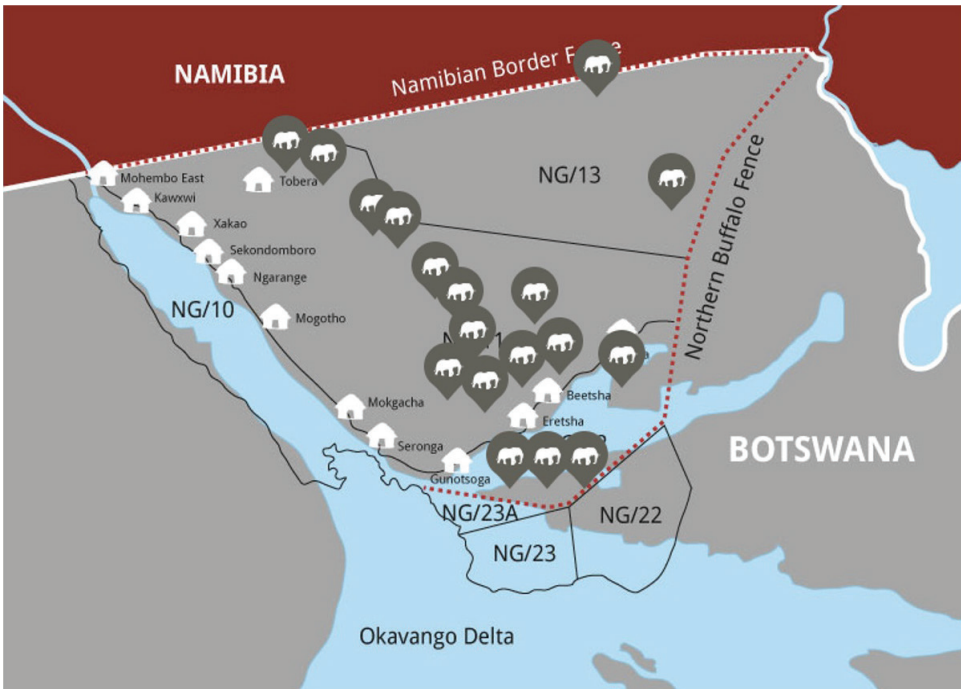 NAMIBIA
Namibian Border
NG/13
Northern Buffalo Fence
Mohembo East
Tobera
Kawxwi
Xakao
Sekondomboro
Ngarange
NG/10
Mogotho
Beetsha
Mokgacha
Eretsha
Seronga
BOTSWANA
Gunotsoga
NG/23A
NG/22
NG/23
Okavango Delta